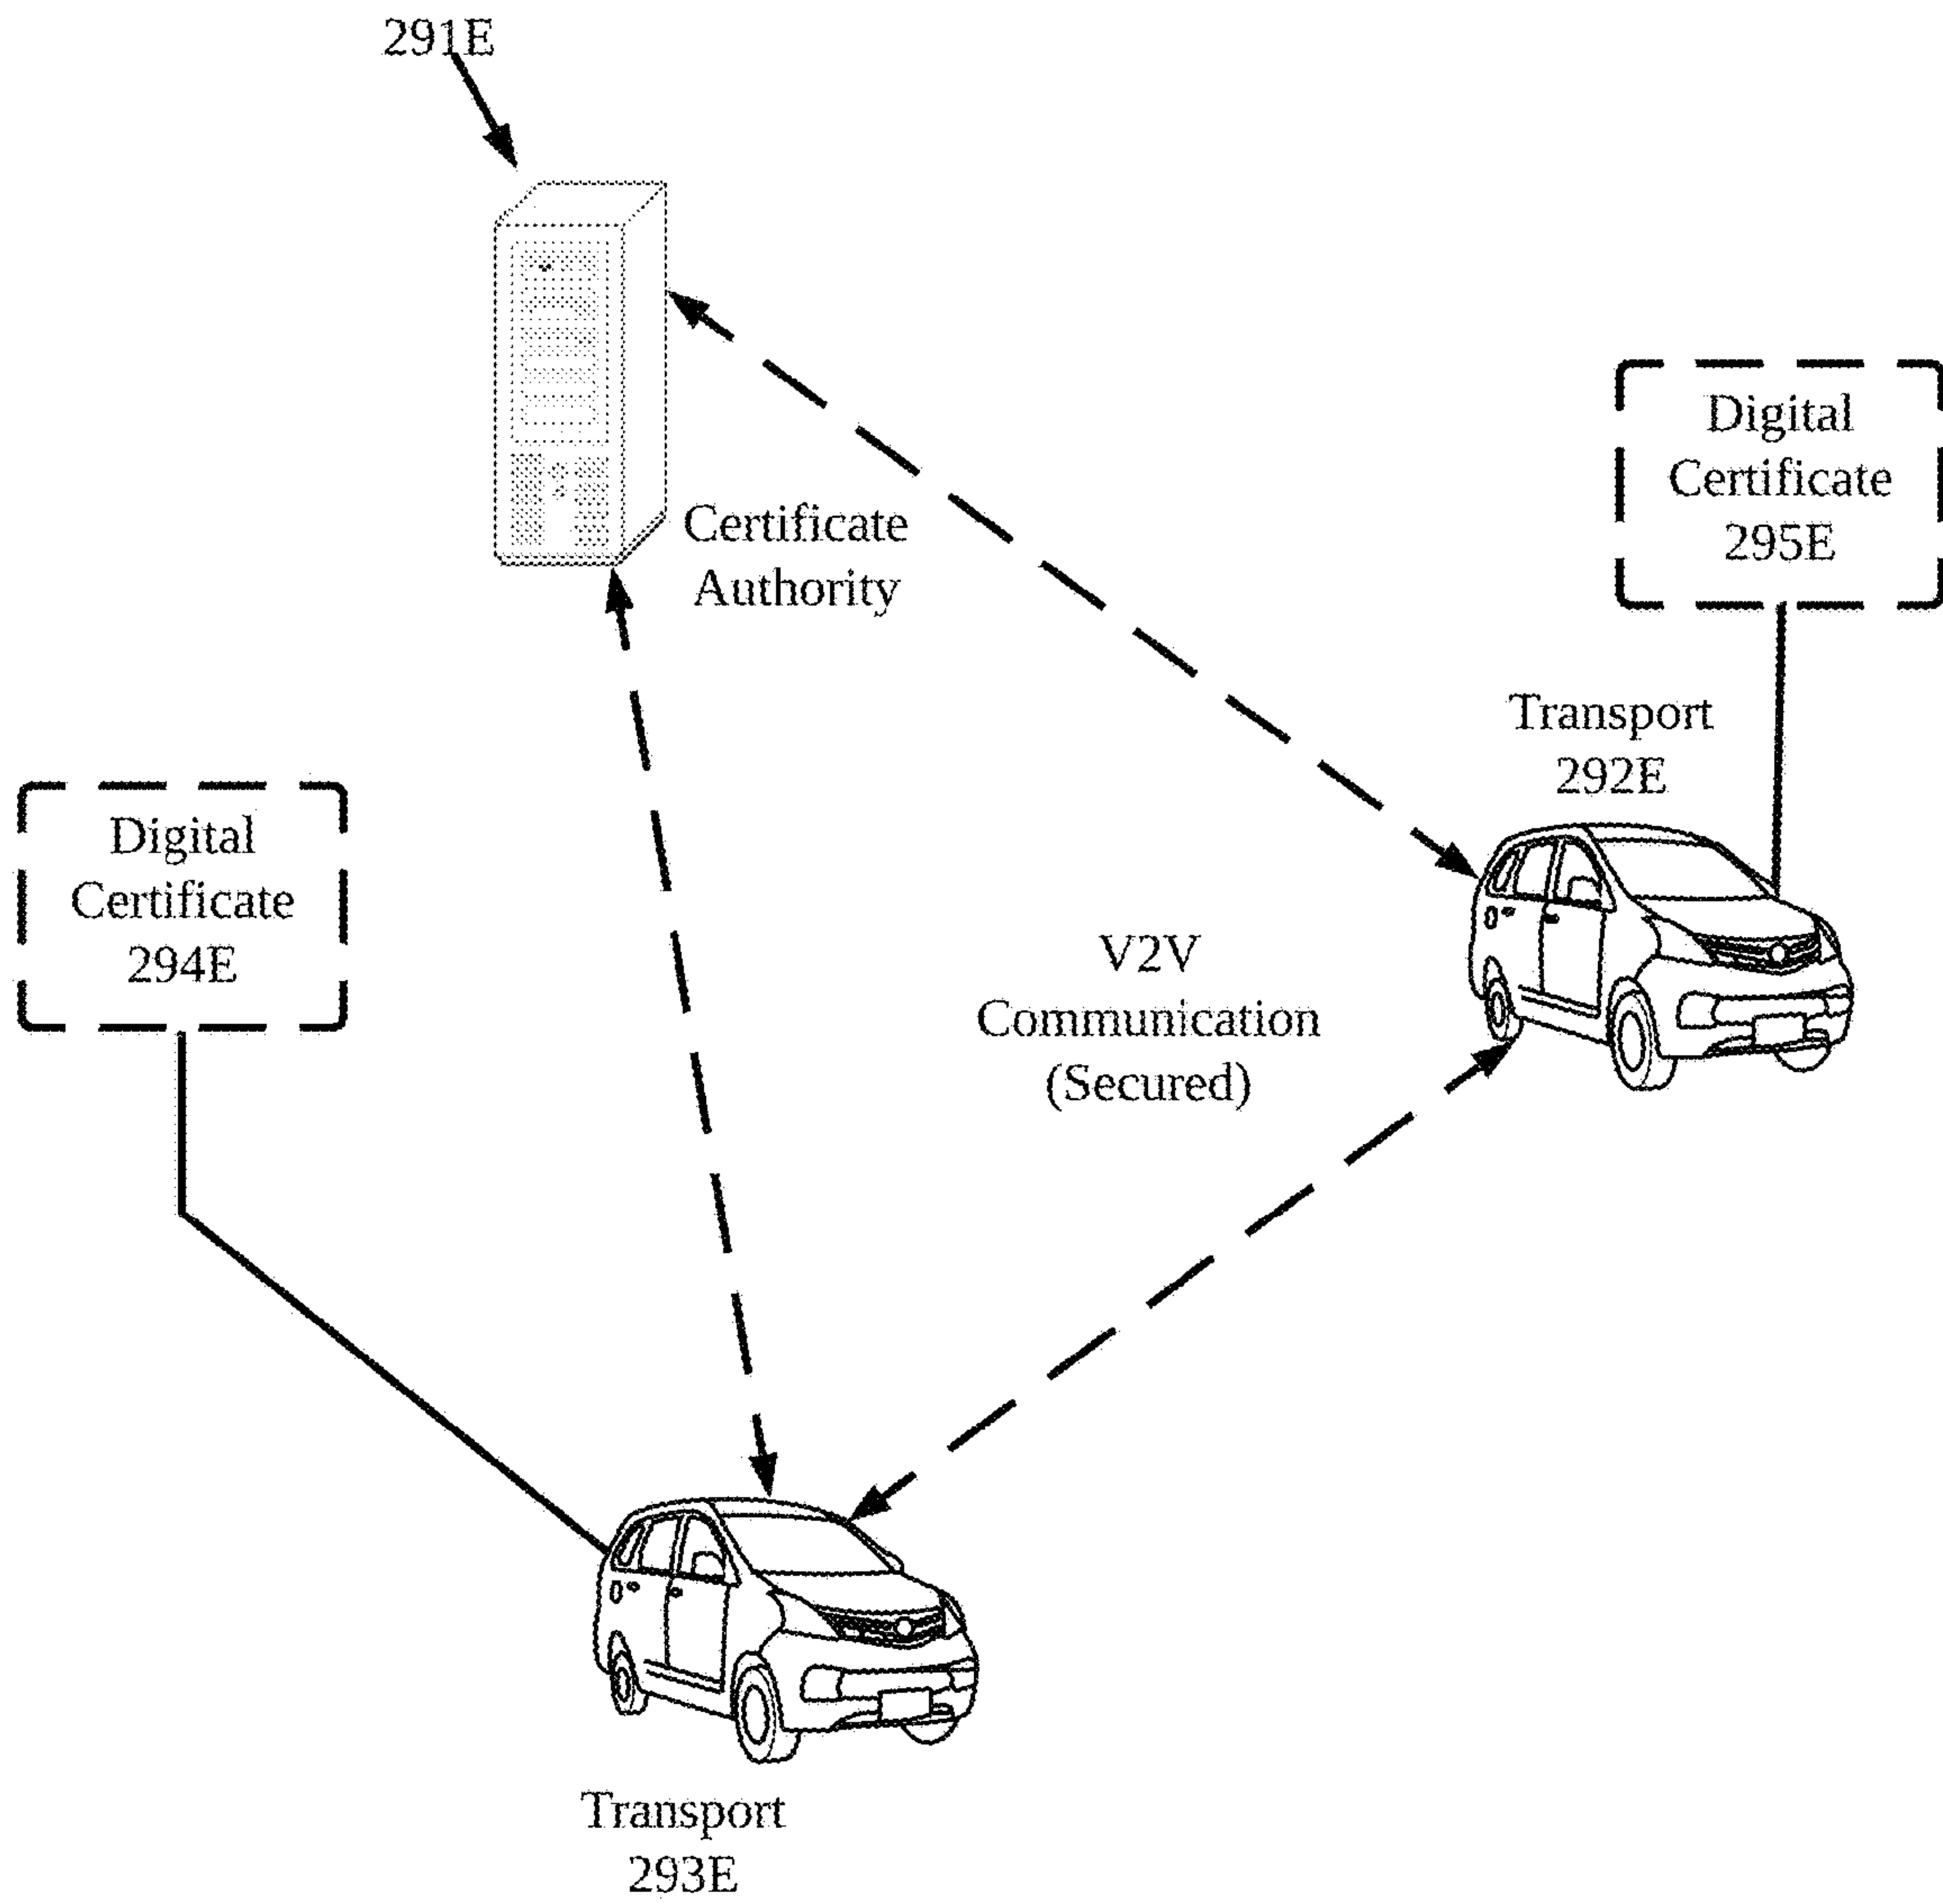 291E
Certificate
Authority
Digital
Certificate
295E
Transport
292E
Digital
Certificate
294E
V2V
Communication
(Secured)
Transport
293E